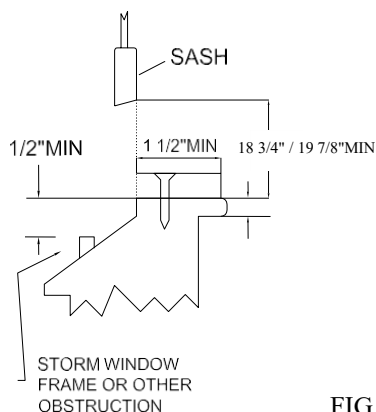 SASH
1/2"MIN
1 1/2"MIN
18 3/4" / 19 7/8"MIN
STORM WINDOW
FRAME OR OTHER
OBSTRUCTION
FIG